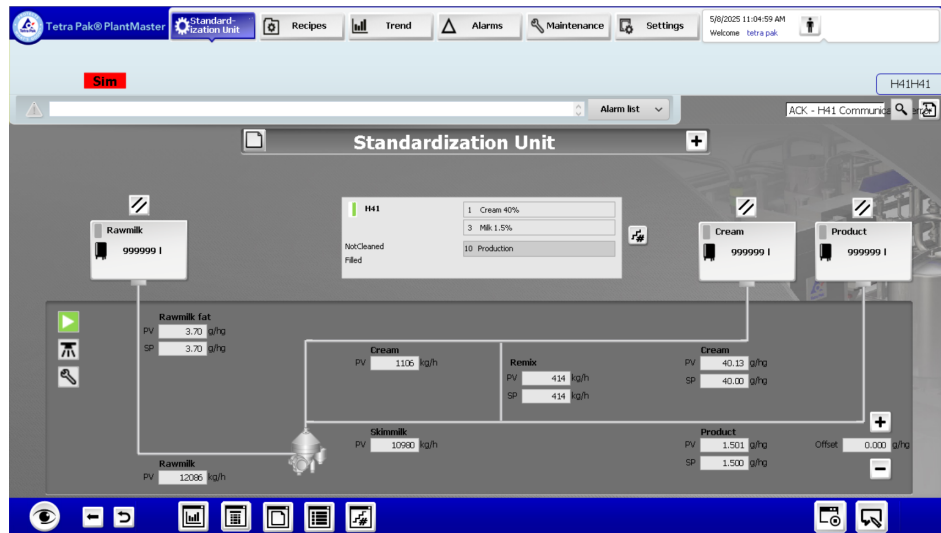 Tetra Pak® PlantMaster
Standard-
ization Unit
Recipes
Trend
Alarms
Maintenance
Settings
5/8/2025 11:04:59 AM
Welcome tetra pak
Sim
H41H41
Alarm list
ACK - H41 Communic
Standardization Unit
H41
1 Cream 40%
3 Milk 1.5%
NotCleaned
10 Production
Filled
Rawmilk
999999 l
Cream
999999 l
Product
999999 l
Rawmilk fat
PV 3.70 g/hg
SP 3.70 g/hg
Cream
PV 1106 kg/h
Remix
PV 414 kg/h
SP 414 kg/h
Cream
PV 40.13 g/hg
SP 40.00 g/hg
Skimmilk
PV 10980 kg/h
Product
PV 1.501 g/hg
SP 1.500 g/hg
Offset 0.000 g/hg
Rawmilk
PV 12086 kg/h